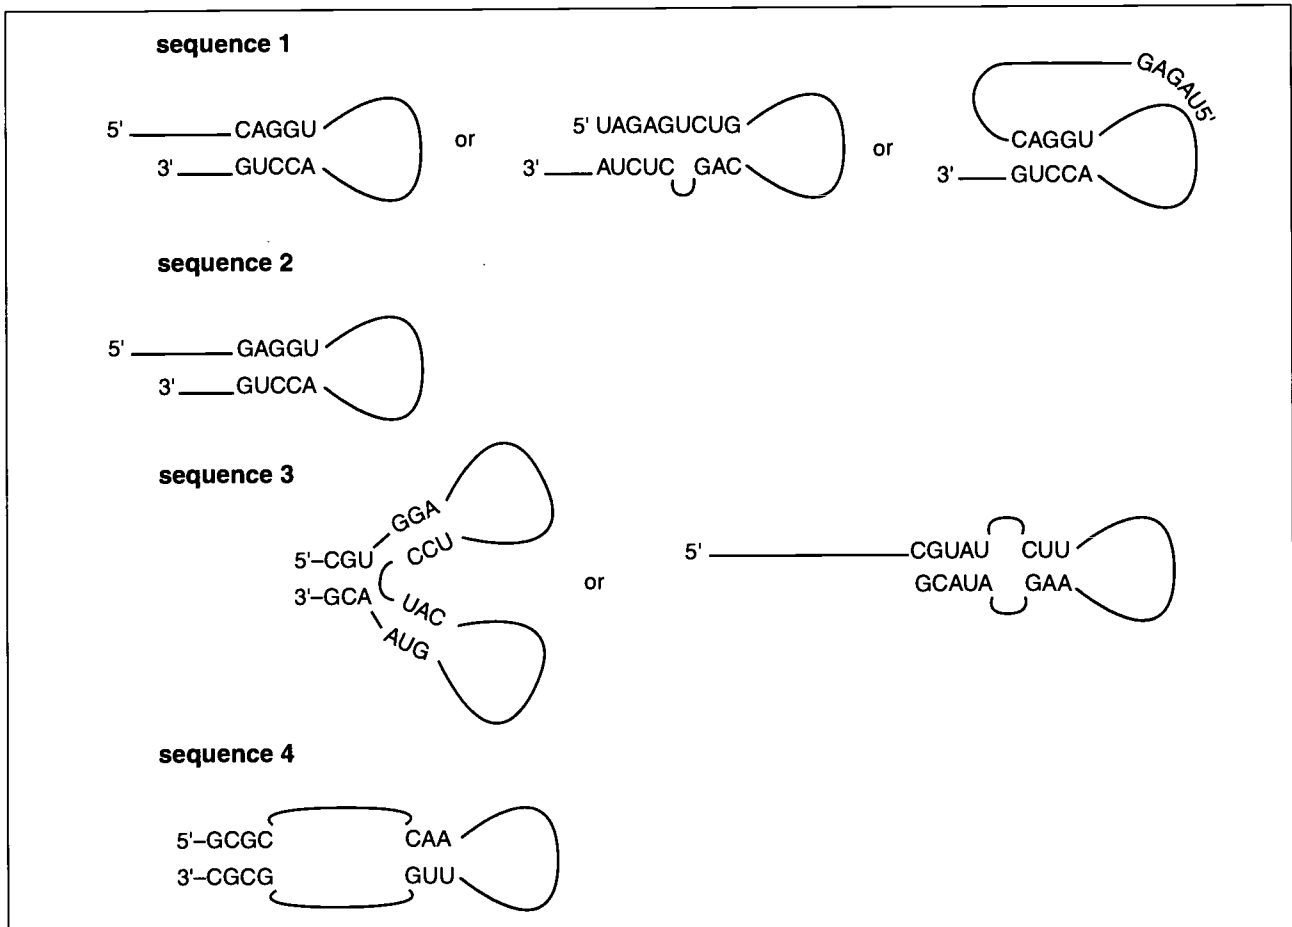 sequence 1
5' CAGGU
3' GUCCA
or
5' UAGAGUCUG
3' AUCUC GAC
or
GAGAU5'
CAGGU
3' GUCCA
sequence 2
5' GAGGU
3' GUCCA
sequence 3
GGA
CCU
5'–CGU
3'–GCA
UAC
AUG
or
5' CGUAU CUU
GCAUA GAA
sequence 4
5'–GCGC CAA
3'–CGCG GUU